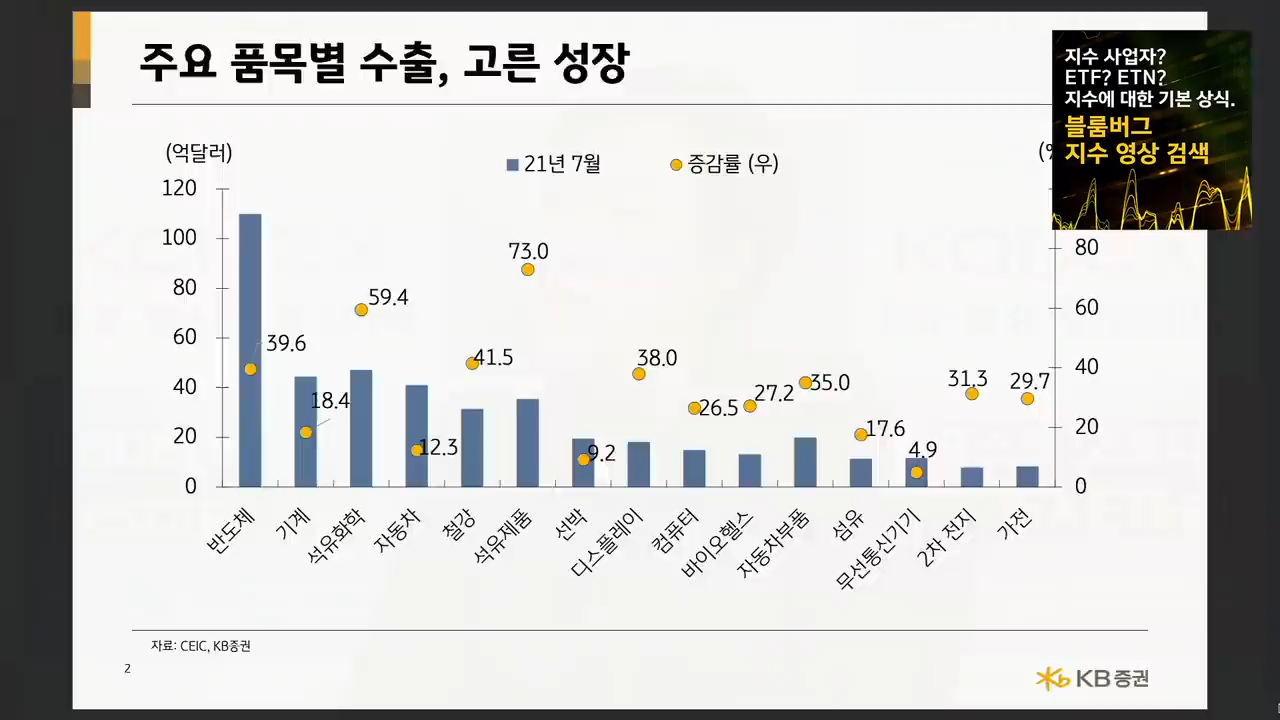 주요 품목별 수출, 고른 성장
지수 사업자?
ETF? ETN?
지수에 대한 기본 상식.
블룸버그
지수 영상 검색
(억달러)
21년 7월
증감률 (우)
(%
120
100
80
60
40
20
0
80
60
40
20
0
39.6
18.4
59.4
12.3
41.5
73.0
9.2
38.0
26.5
27.2
35.0
17.6
4.9
31.3
29.7
반도체
기계
석유화학
자동차
철강
석유제품
선박
디스플레이
컴퓨터
바이오헬스
자동차부품
섬유
무선통신기기
2차 전지
가전
자료: CEIC, KB증권
2
KB증권